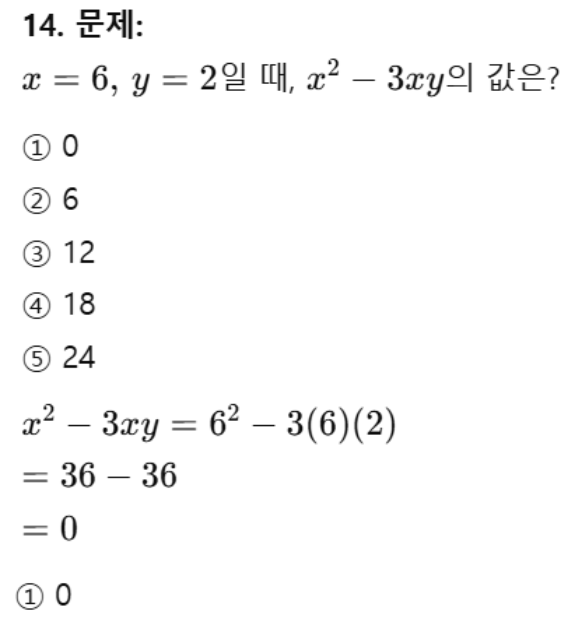 14. 문제:
x = 6, y = 2일 때, x² − 3xy의 값은?
① 0
② 6
③ 12
④ 18
⑤ 24
x² − 3xy = 6² − 3(6)(2)
= 36 − 36
= 0
① 0